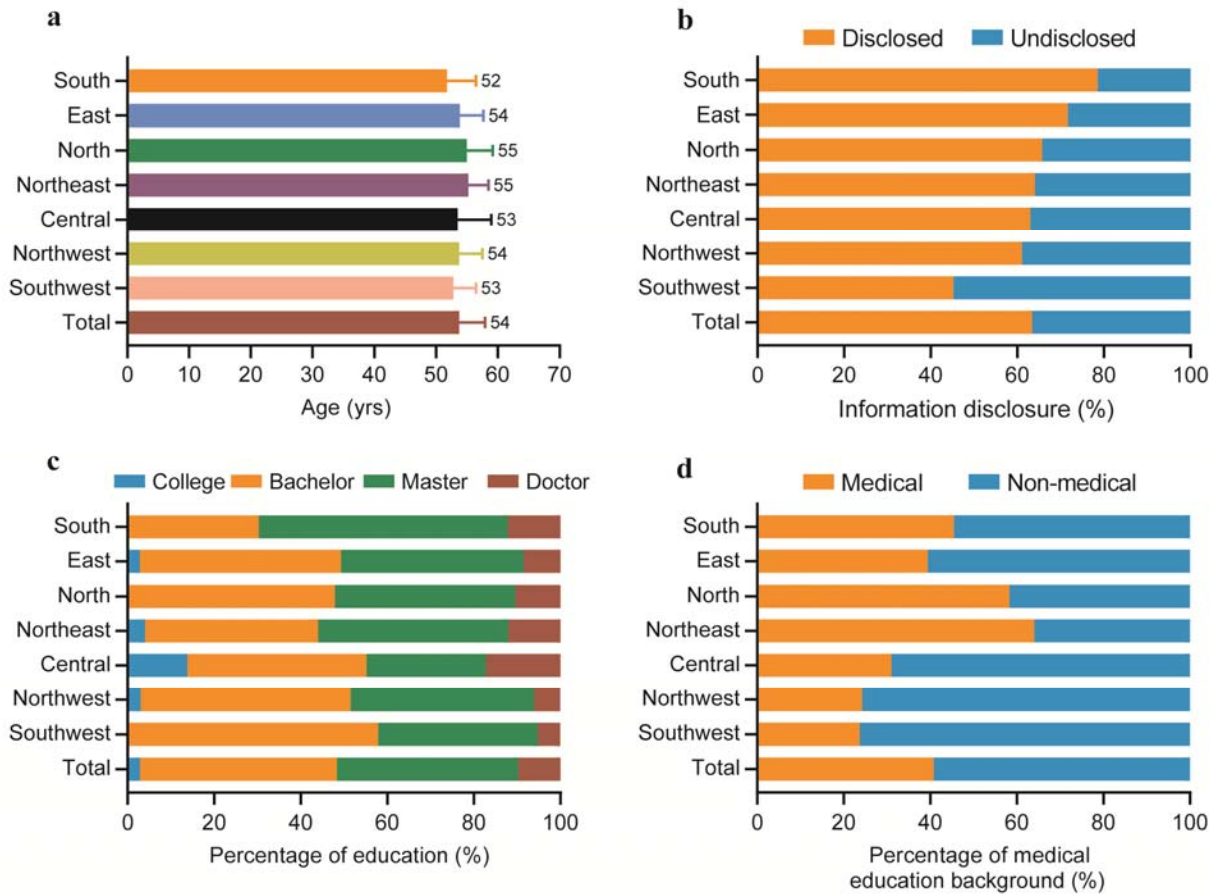 a
South
52
East
54
North
55
Northeast
55
Central
53
Northwest
54
Southwest
53
Total
54
0 10 20 30 40 50 60 70
Age (yrs)
b
Disclosed Undisclosed
South
East
North
Northeast
Central
Northwest
Southwest
Total
0 20 40 60 80 100
Information disclosure (%)
c
College Bachelor Master Doctor
South
East
North
Northeast
Central
Northwest
Southwest
Total
0 20 40 60 80 100
Percentage of education (%)
d
Medical Non-medical
South
East
North
Northeast
Central
Northwest
Southwest
Total
0 20 40 60 80 100
Percentage of medical
education background (%)